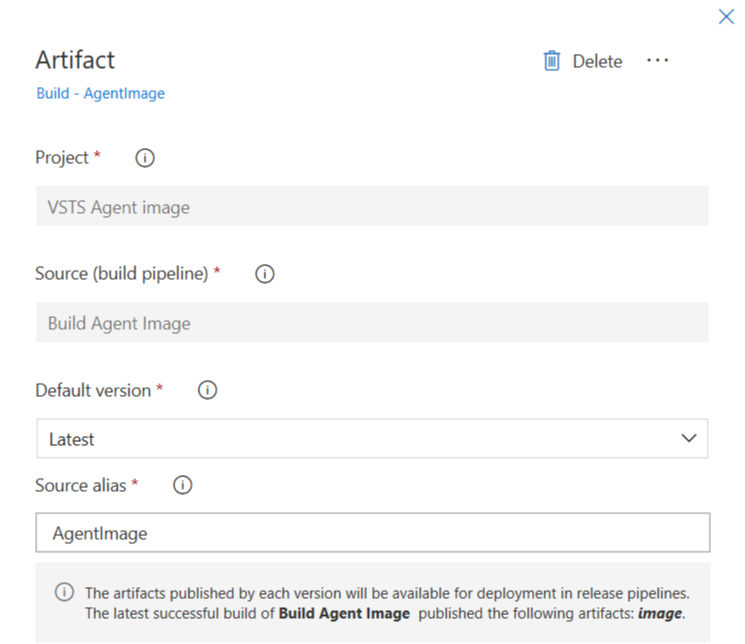 Artifact
Delete ...
Build - AgentImage
Project *
VSTS Agent image
Source (build pipeline) *
Build Agent Image
Default version *
Latest
Source alias *
AgentImage
The artifacts published by each version will be available for deployment in release pipelines.
The latest successful build of Build Agent Image published the following artifacts: image.